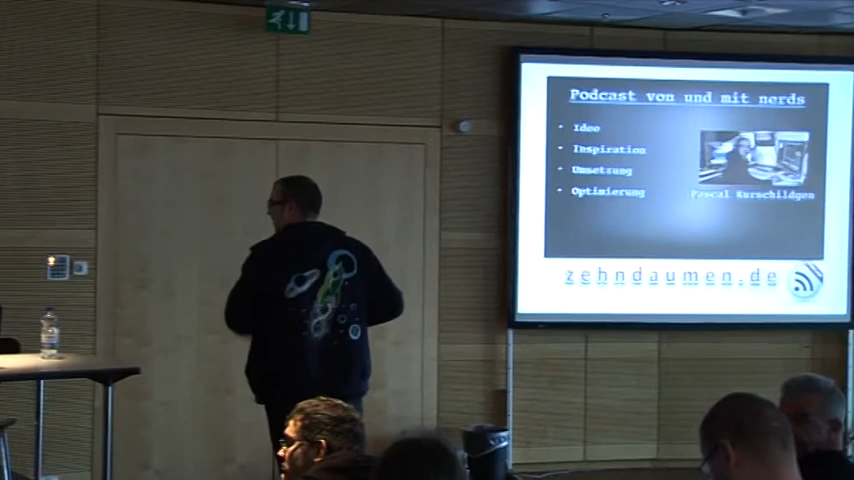 Podcast von und mit nerds
- Idee
- Inspiration
- Umsetzung
- Optimierung
Pascal Kurschildgen
zehndaumen.de